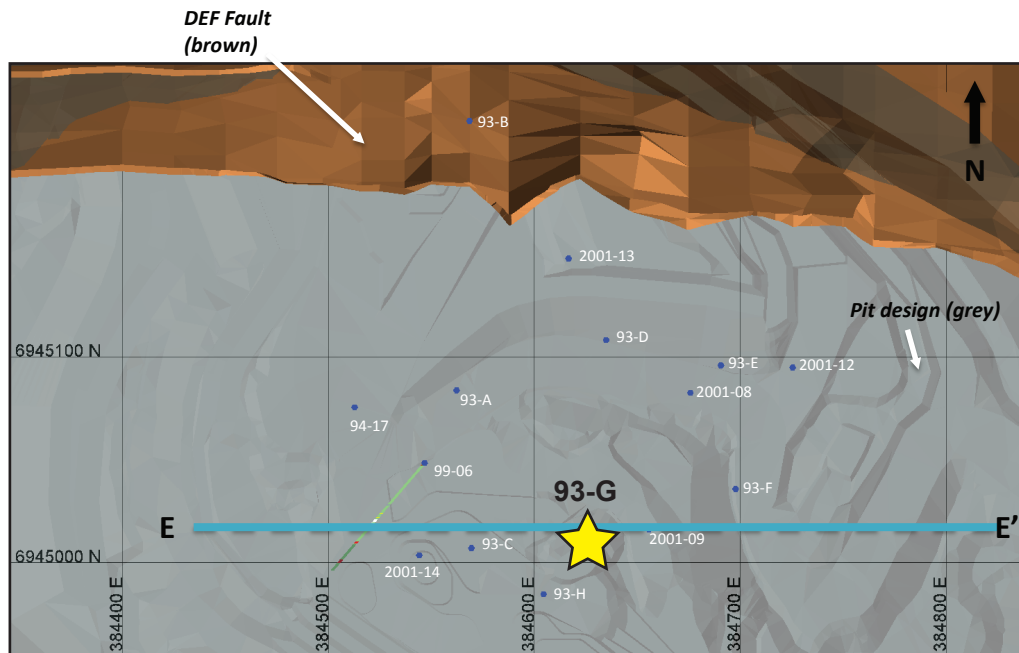 DEF Fault
(brown)
93-B
N
2001-13
Pit design (grey)
93-D
6945100 N
93-E
2001-12
2001-08
93-A
94-17
99-06
93-G
93-F
E
E'
2001-09
93-C
6945000 N
2001-14
93-H
384400 E
384500 E
384600 E
384700 E
384800 E